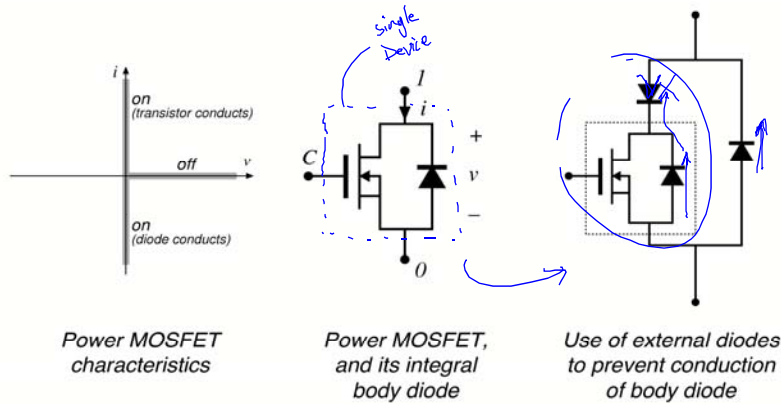 single
Device
i
on
(transistor conducts)
off
v
on
(diode conducts)
1
i
C
+
v
−
0
Power MOSFET
characteristics
Power MOSFET,
and its integral
body diode
Use of external diodes
to prevent conduction
of body diode